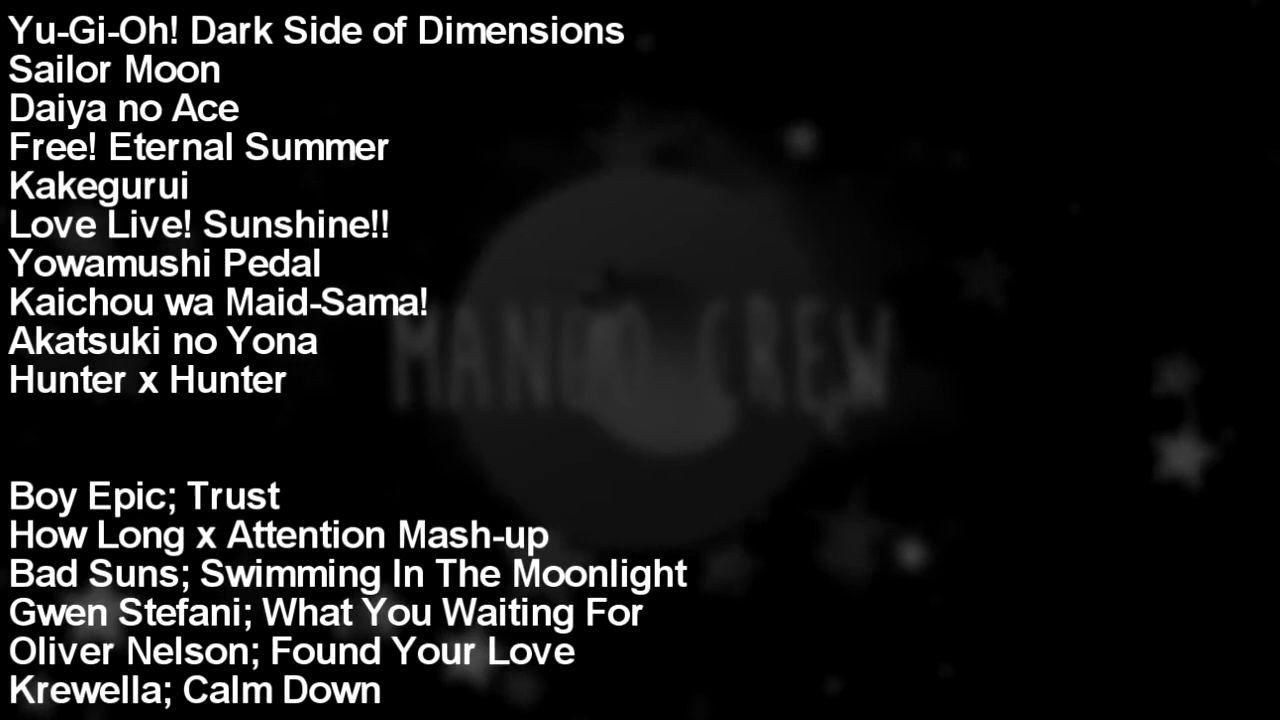 Yu-Gi-Oh! Dark Side of Dimensions
Sailor Moon
Daiya no Ace
Free! Eternal Summer
Kakegurui
Love Live! Sunshine!!
Yowamushi Pedal
Kaichou wa Maid-Sama!
Akatsuki no Yona
Hunter x Hunter
MANGO CREW
Boy Epic; Trust
How Long x Attention Mash-up
Bad Suns; Swimming In The Moonlight
Gwen Stefani; What You Waiting For
Oliver Nelson; Found Your Love
Krewella; Calm Down